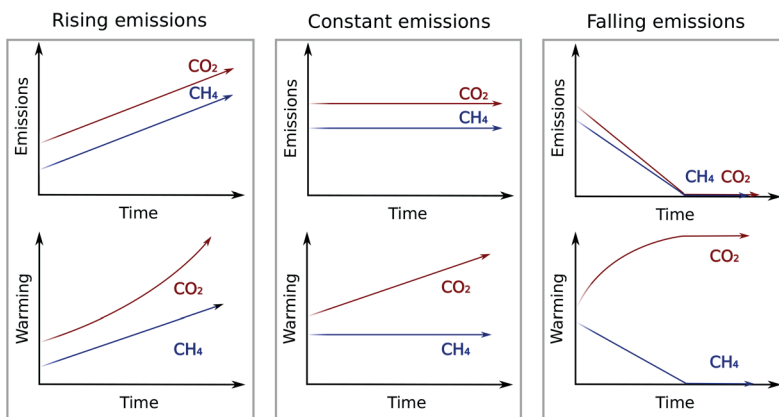 Rising emissions
Constant emissions
Falling emissions
Emissions
CO₂
CH₄
Time
Emissions
CO₂
CH₄
Time
Emissions
CH₄ CO₂
Time
Warming
CO₂
CH₄
Time
Warming
CO₂
CH₄
Time
Warming
CO₂
CH₄
Time